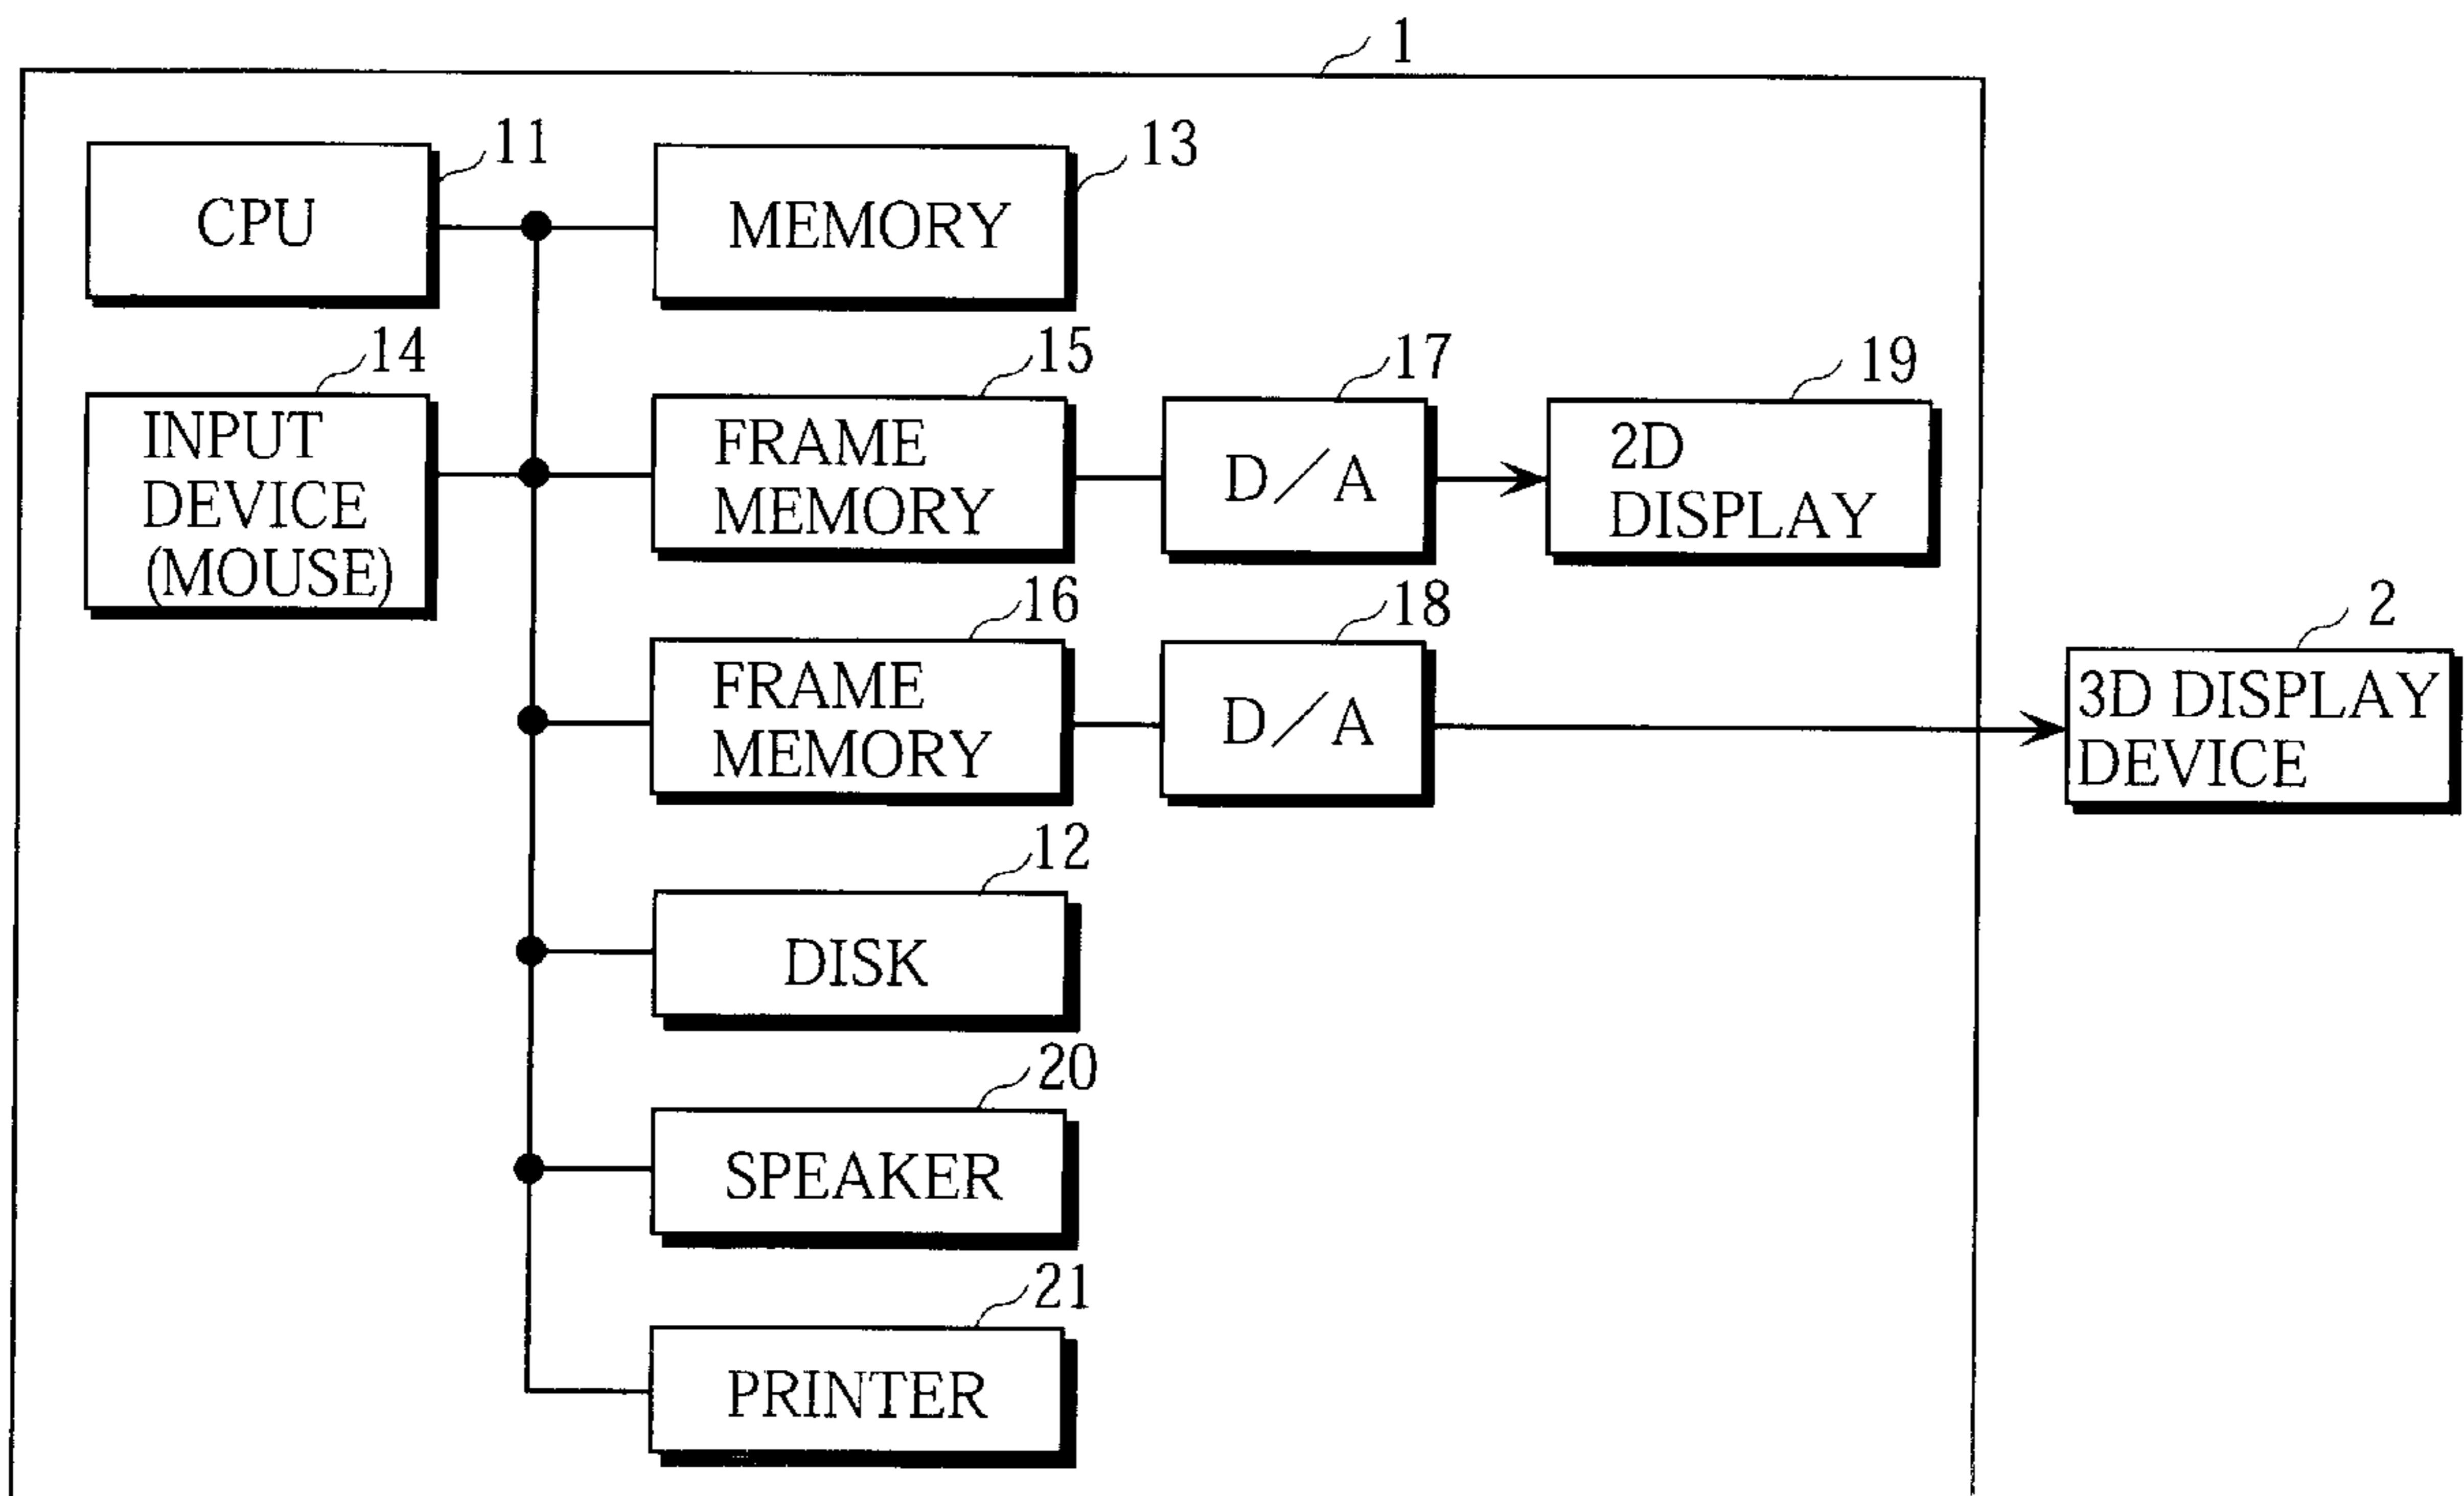 1
11
CPU
13
MEMORY
14
INPUT
DEVICE
(MOUSE)
15
FRAME
MEMORY
17
D/A
19
2D
DISPLAY
16
FRAME
MEMORY
18
D/A
2
3D DISPLAY
DEVICE
12
DISK
20
SPEAKER
21
PRINTER